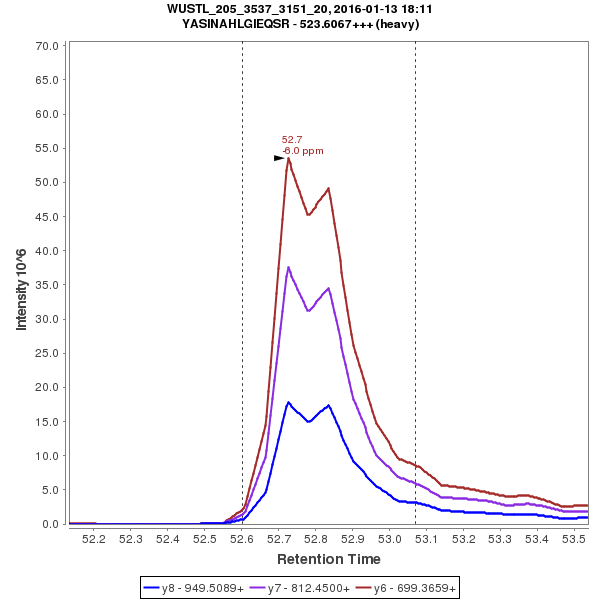 WUSTL_205_3537_3151_20, 2016-01-13 18:11
YASINAHLGIEQSR - 523.6067+++ (heavy)
70.0
65.0
60.0
55.0
50.0
45.0
40.0
35.0
30.0
25.0
20.0
15.0
10.0
5.0
0.0
Intensity 10^6
52.7
-6.0 ppm
52.2 52.3 52.4 52.5 52.6 52.7 52.8 52.9 53.0 53.1 53.2 53.3 53.4 53.5
Retention Time
y8 - 949.5089+ y7 - 812.4500+ y6 - 699.3659+